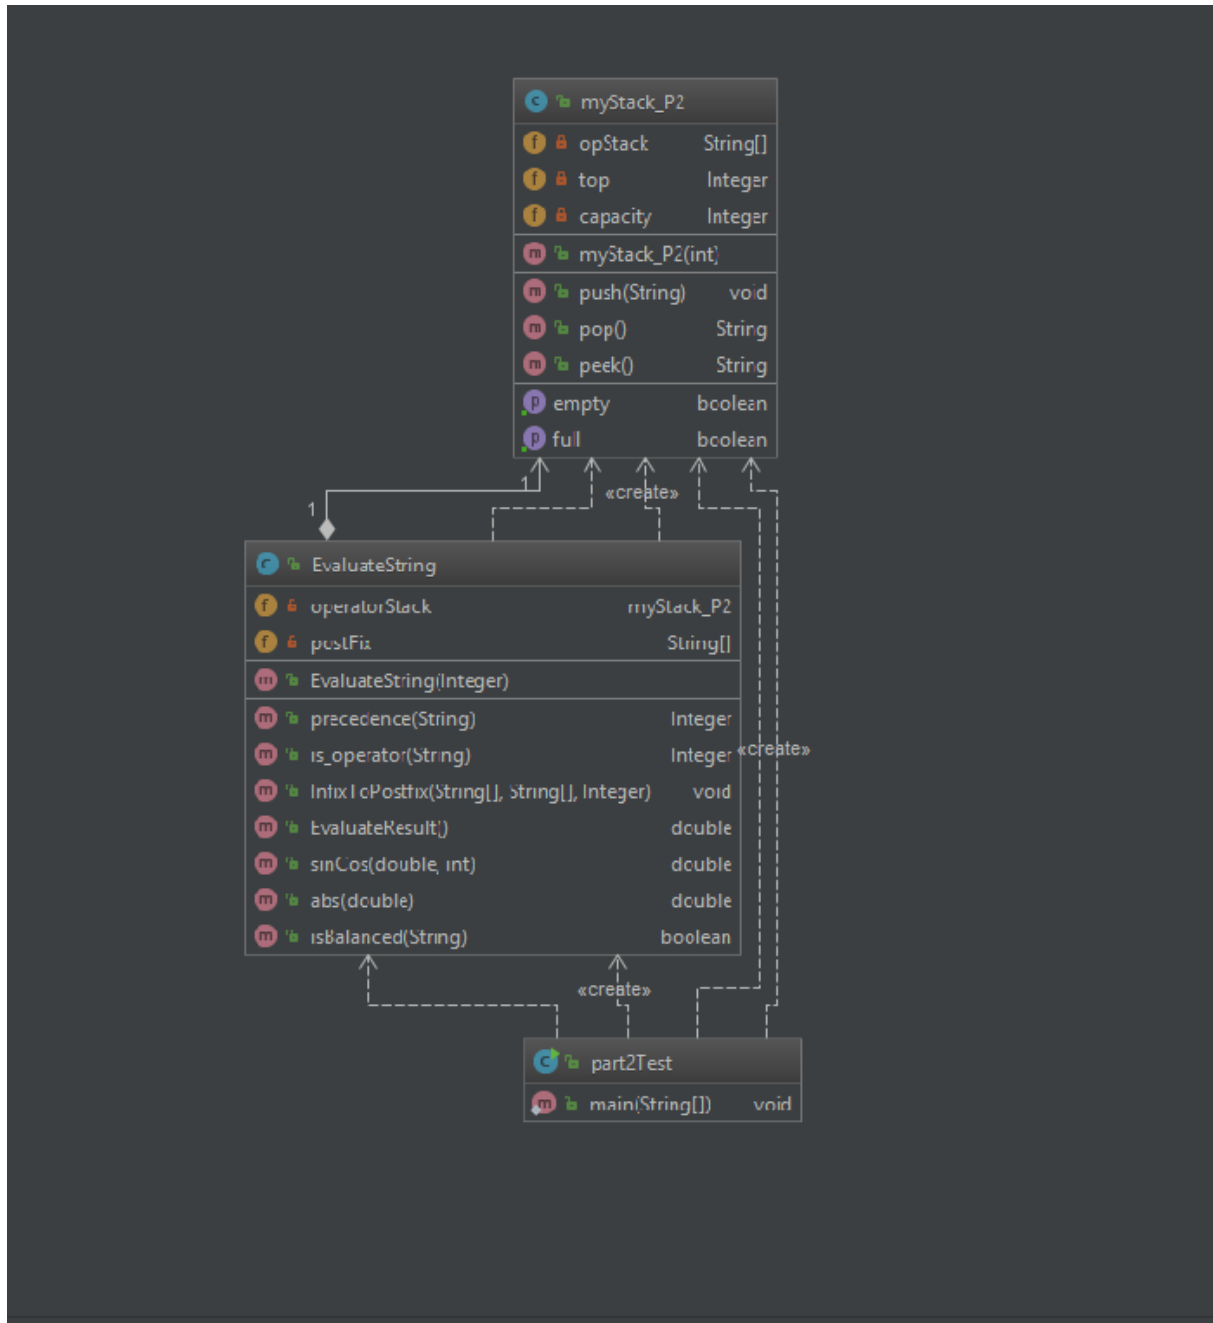 myStack_P2
opStack String[]
top Integer
capacity Integer
myStack_P2(int)
push(String) void
pop() String
peek() String
empty boolean
full boolean
1
«create»
1
EvaluateString
operatorStack myStack_P2
postFix String[]
EvaluateString(Integer)
precedence(String) Integer
is_operator(String) Integer
«create»
InfixToPostfix(String[], String[], Integer) void
EvaluateResult() double
sinCos(double, int) double
abs(double) double
isBalanced(String) boolean
«create»
part2Test
main(String[]) void